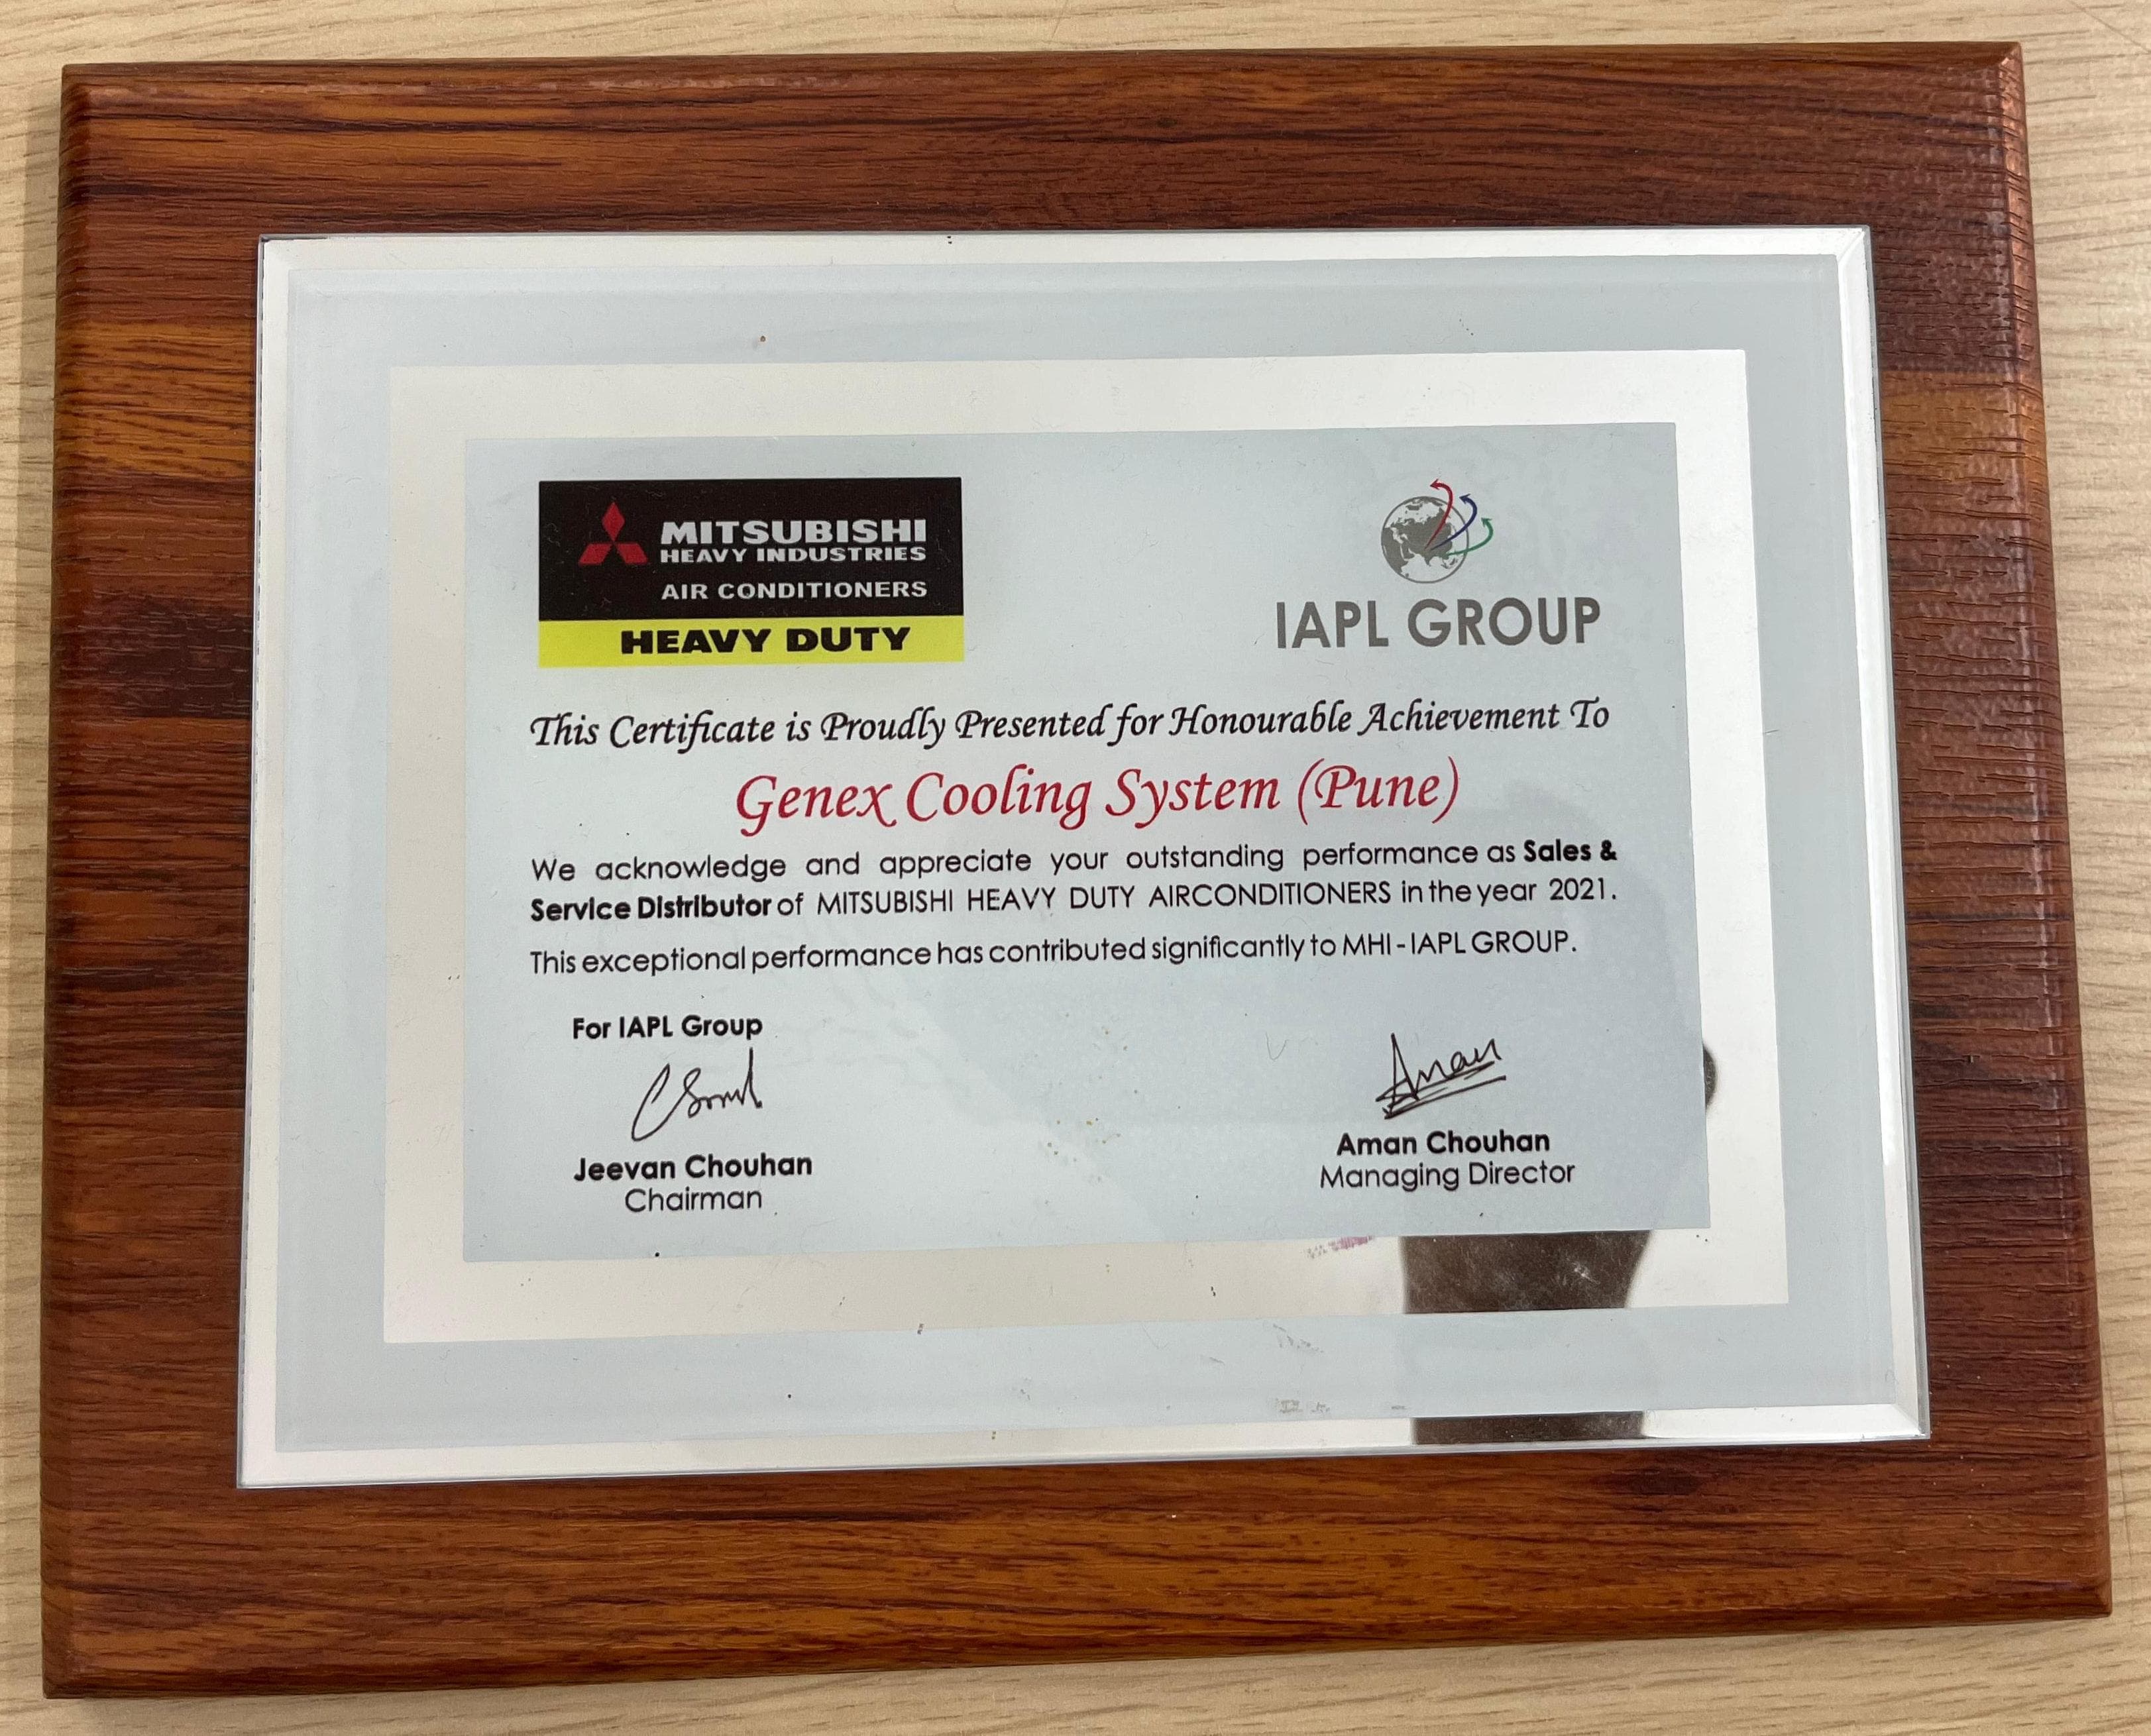 MITSUBISHI
HEAVY INDUSTRIES
AIR CONDITIONERS
HEAVY DUTY
IAPL GROUP
This Certificate is Proudly Presented for Honourable Achievement To
Genex Cooling System (Pune)
We acknowledge and appreciate your outstanding performance as Sales &
Service Distributor of MITSUBISHI HEAVY DUTY AIRCONDITIONERS in the year 2021.
This exceptional performance has contributed significantly to MHI - IAPL GROUP.
For IAPL Group
Jeevan Chouhan
Chairman
Aman
Aman Chouhan
Managing Director